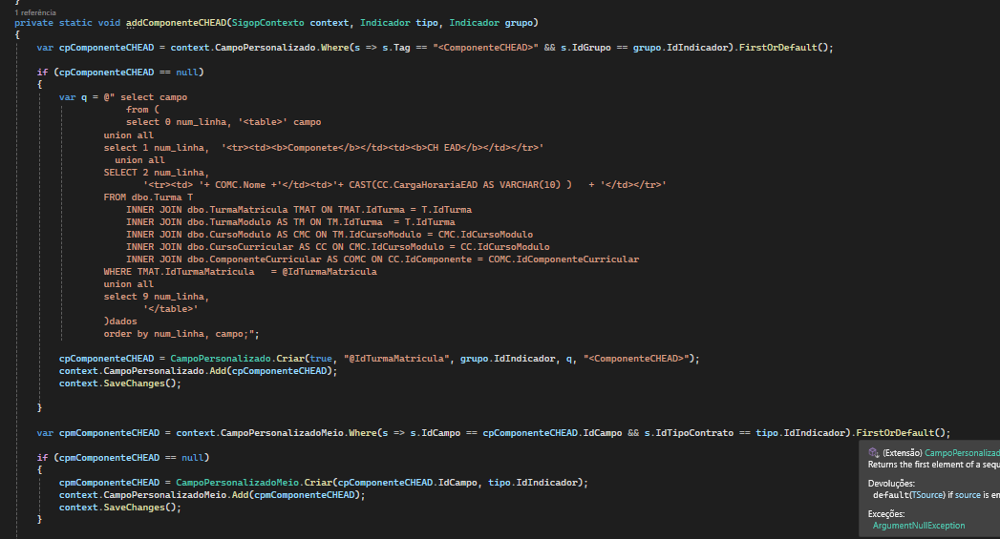 }
1 referência
private static void addComponenteCHEAD(SigopContexto context, Indicador tipo, Indicador grupo)
{
var cpComponenteCHEAD = context.CampoPersonalizado.Where(s => s.Tag == "<ComponenteCHEAD>" && s.IdGrupo == grupo.IdIndicador).FirstOrDefault();
if (cpComponenteCHEAD == null)
{
var q = @" select campo
from (
select 0 num_linha, '<table>' campo
union all
select 1 num_linha,  '<tr><td><b>Componete</b></td><td><b>CH EAD</b></td></tr>'
union all
SELECT 2 num_linha,
'<tr><td> '+ COMC.Nome +'</td><td>'+ CAST(CC.CargaHorariaEAD AS VARCHAR(10) )   + '</td></tr>'
FROM dbo.Turma T
INNER JOIN dbo.TurmaMatricula TMAT ON TMAT.IdTurma = T.IdTurma
INNER JOIN dbo.TurmaModulo AS TM ON TM.IdTurma  = T.IdTurma
INNER JOIN dbo.CursoModulo AS CMC ON TM.IdCursoModulo = CMC.IdCursoModulo
INNER JOIN dbo.CursoCurricular AS CC ON CMC.IdCursoModulo = CC.IdCursoModulo
INNER JOIN dbo.ComponenteCurricular AS COMC ON CC.IdComponente = COMC.IdComponenteCurricular
WHERE TMAT.IdTurmaMatricula   = @IdTurmaMatricula
union all
select 9 num_linha,
'</table>'
)dados
order by num_linha, campo;";
cpComponenteCHEAD = CampoPersonalizado.Criar(true, "@IdTurmaMatricula", grupo.IdIndicador, q, "<ComponenteCHEAD>");
context.CampoPersonalizado.Add(cpComponenteCHEAD);
context.SaveChanges();
}
var cpmComponenteCHEAD = context.CampoPersonalizadoMeio.Where(s => s.IdCampo == cpComponenteCHEAD.IdCampo && s.IdTipoContrato == tipo.IdIndicador).FirstOrDefault();
if (cpmComponenteCHEAD == null)
{
cpmComponenteCHEAD = CampoPersonalizadoMeio.Criar(cpComponenteCHEAD.IdCampo, tipo.IdIndicador);
context.CampoPersonalizadoMeio.Add(cpmComponenteCHEAD);
context.SaveChanges();
}
(Extensão) CampoPersonalizad
Returns the first element of a sequ
Devoluções:
default(TSource) if source is en
Exceções:
ArgumentNullException